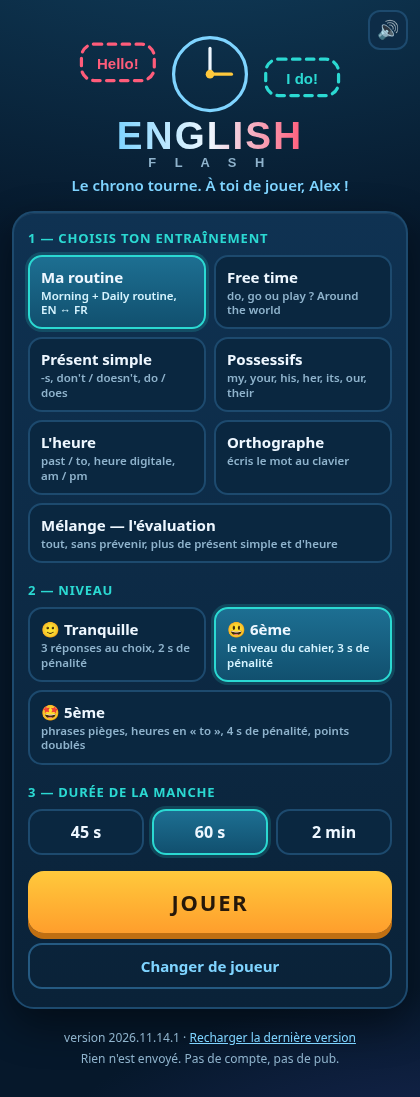 🔊
Hello!
I do!
ENGLISH
FLASH
Le chrono tourne. À toi de jouer, Alex !
1 — CHOISIS TON ENTRAÎNEMENT
Ma routine
Morning + Daily routine,
EN ↔ FR
Free time
do, go ou play ? Around
the world
Présent simple
-s, don't / doesn't, do /
does
Possessifs
my, your, his, her, its, our,
their
L'heure
past / to, heure digitale,
am / pm
Orthographe
écris le mot au clavier
Mélange — l'évaluation
tout, sans prévenir, plus de présent simple et d'heure
2 — NIVEAU
🙂 Tranquille
3 réponses au choix, 2 s de
pénalité
😃 6ème
le niveau du cahier, 3 s de
pénalité
🤩 5ème
phrases pièges, heures en « to », 4 s de pénalité, points
doublés
3 — DURÉE DE LA MANCHE
45 s
60 s
2 min
JOUER
Changer de joueur
version 2026.11.14.1 · Recharger la dernière version
Rien n'est envoyé. Pas de compte, pas de pub.